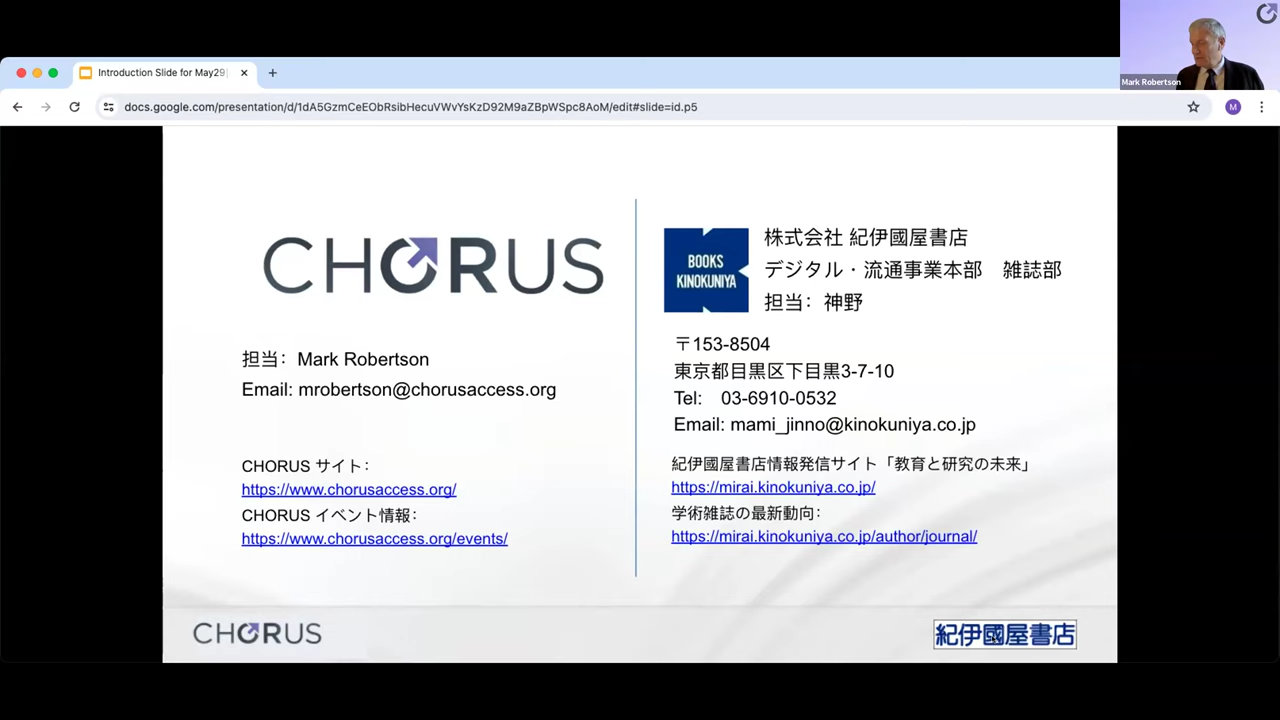 Mark Robertson
Introduction Slide for May29
docs.google.com/presentation/d/1dA5GzmCeEObRsibHecuVWvYsKzD92M9aZBpWSpc8AoM/edit#slide=id.p5
M
CHORUS
担当：Mark Robertson
Email: mrobertson@chorusaccess.org
CHORUS サイト：
https://www.chorusaccess.org/
CHORUS イベント情報：
https://www.chorusaccess.org/events/
BOOKS
KINOKUNIYA
株式会社 紀伊國屋書店
デジタル・流通事業本部　雑誌部
担当：神野
〒153-8504
東京都目黒区下目黒3-7-10
Tel:　03-6910-0532
Email: mami_jinno@kinokuniya.co.jp
紀伊國屋書店情報発信サイト「教育と研究の未来」
https://mirai.kinokuniya.co.jp/
学術雑誌の最新動向：
https://mirai.kinokuniya.co.jp/author/journal/
CHORUS
紀伊國屋書店